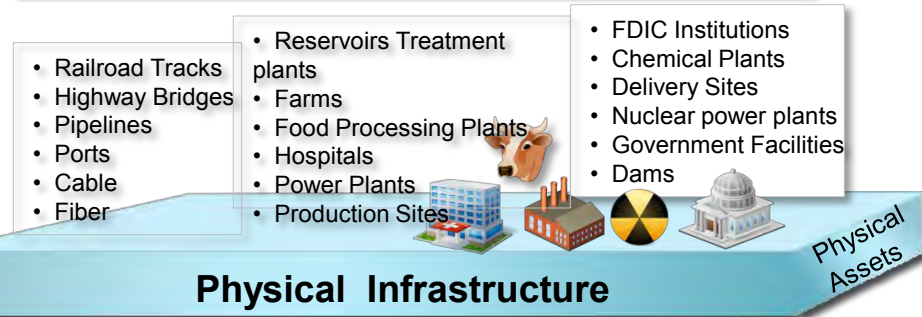 • Railroad Tracks
• Highway Bridges
• Pipelines
• Ports
• Cable
• Fiber
• Reservoirs Treatment
plants
• Farms
• Food Processing Plants
• Hospitals
• Power Plants
• Production Sites
• FDIC Institutions
• Chemical Plants
• Delivery Sites
• Nuclear power plants
• Government Facilities
• Dams
Physical Infrastructure
Physical
Assets